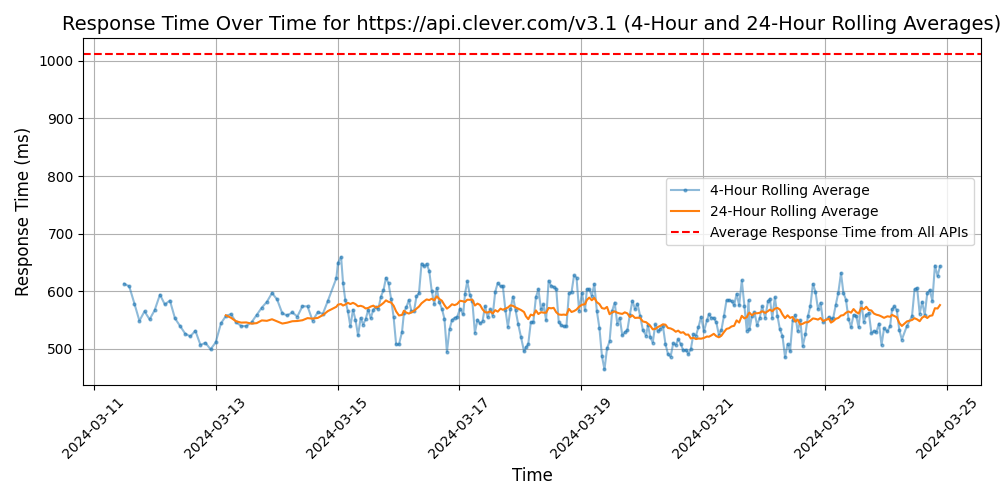 Response Time Over Time for https://api.clever.com/v3.1 (4-Hour and 24-Hour Rolling Averages)
Response Time (ms)
1000
900
800
700
600
500
4-Hour Rolling Average
24-Hour Rolling Average
Average Response Time from All APIs
2024-03-11
2024-03-13
2024-03-15
2024-03-17
2024-03-19
2024-03-21
2024-03-23
2024-03-25
Time